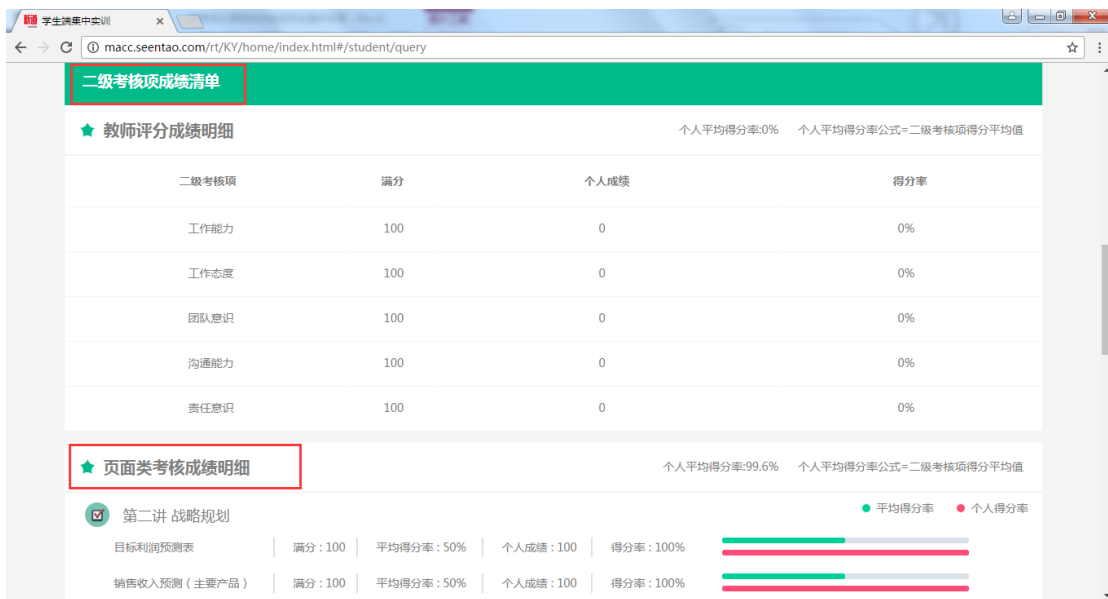 学生端集中实训
macc.seentao.com/rt/KY/home/index.html#/student/query
二级考核项成绩清单
教师评分成绩明细 个人平均得分率:0% 个人平均得分率公式=二级考核项得分平均值
二级考核项 满分 个人成绩 得分率
工作能力 100 0 0%
工作态度 100 0 0%
团队意识 100 0 0%
沟通能力 100 0 0%
责任意识 100 0 0%
页面类考核成绩明细 个人平均得分率:99.6% 个人平均得分率公式=二级考核项得分平均值
第二讲 战略规划 平均得分率 个人得分率
目标利润预测表 满分 : 100 平均得分率 : 50% 个人成绩 : 100 得分率 : 100%
销售收入预测（主要产品） 满分 : 100 平均得分率 : 50% 个人成绩 : 100 得分率 : 100%